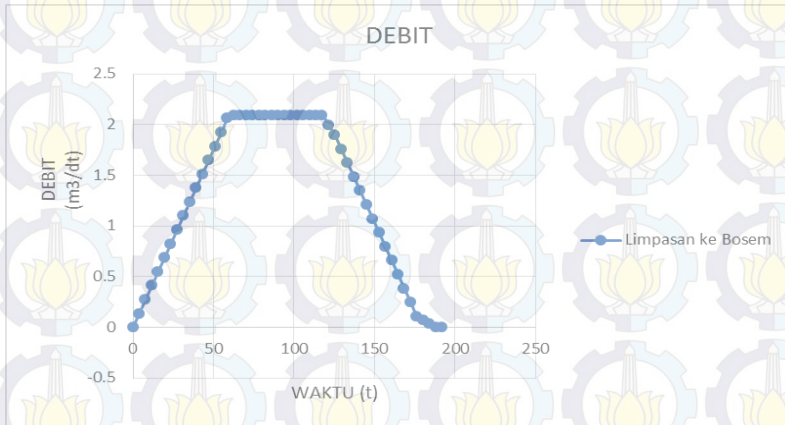 DEBIT
2.5
2
1.5
1
0.5
0
-0.5
DEBIT
(m3/dt)
0 50 100 150 200 250
WAKTU (t)
Limpasan ke Bosem